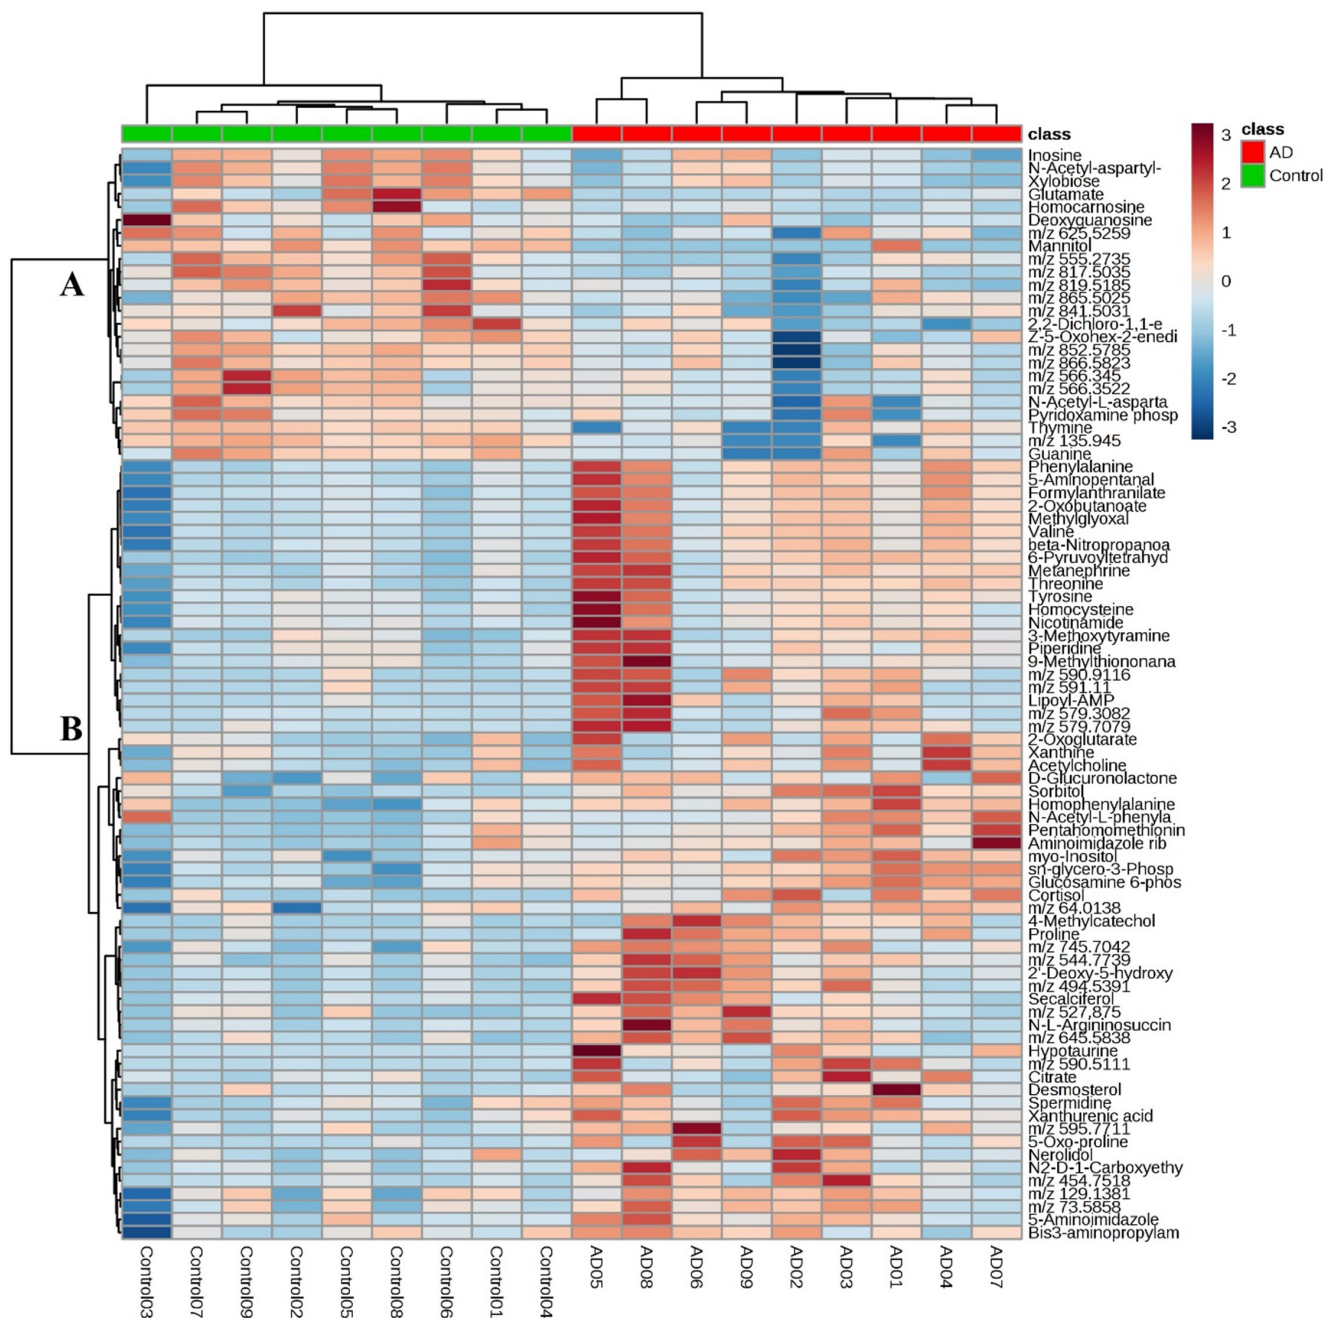 class
Inosine
N-Acetyl-aspartyl-
Xylobiose
Glutamate
Homocarnosine
Deoxyguanosine
m/z 625.5259
Mannitol
m/z 555.2735
m/z 817.5035
m/z 819.5185
m/z 865.5025
m/z 841.5031
2,2-Dichloro-1,1-e
Z-5-Oxohex-2-enedi
m/z 852.5785
m/z 866.5823
m/z 566.345
m/z 566.3522
N-Acetyl-L-asparta
Pyridoxamine phosp
Thymine
m/z 135.945
Guanine
Phenylalanine
5-Aminopentanal
Formylanthranilate
2-Oxobutanoate
Methylglyoxal
Valine
beta-Nitropropanoa
6-Pyruvoyltetrahyd
Metanephrine
Threonine
Tyrosine
Homocysteine
Nicotinamide
3-Methoxytyramine
Piperidine
9-Methylthiononana
m/z 590.9116
m/z 591.11
Lipoyl-AMP
m/z 579.3082
m/z 579.7079
2-Oxoglutarate
Xanthine
Acetylcholine
D-Glucuronolactone
Sorbitol
Homophenylalanine
N-Acetyl-L-phenyla
Pentahomomethionin
Aminoimidazole rib
myo-Inositol
sn-glycero-3-Phosp
Glucosamine 6-phos
Cortisol
m/z 64.0138
4-Methylcatechol
Proline
m/z 745.7042
m/z 544.7739
2'-Deoxy-5-hydroxy
m/z 494.5391
Secalciferol
m/z 527.875
N-L-Argininosuccin
m/z 645.5838
Hypotaurine
m/z 590.5111
Citrate
Desmosterol
Spermidine
Xanthurenic acid
m/z 595.7711
5-Oxo-proline
Nerolidol
N2-D-1-Carboxyethy
m/z 454.7518
m/z 129.1381
m/z 73.5858
5-Aminoimidazole
Bis3-aminopropylam
A
B
3
2
1
0
-1
-2
-3
class
AD
Control
Control03
Control07
Control09
Control02
Control05
Control08
Control06
Control01
Control04
AD05
AD08
AD06
AD09
AD02
AD03
AD01
AD04
AD07